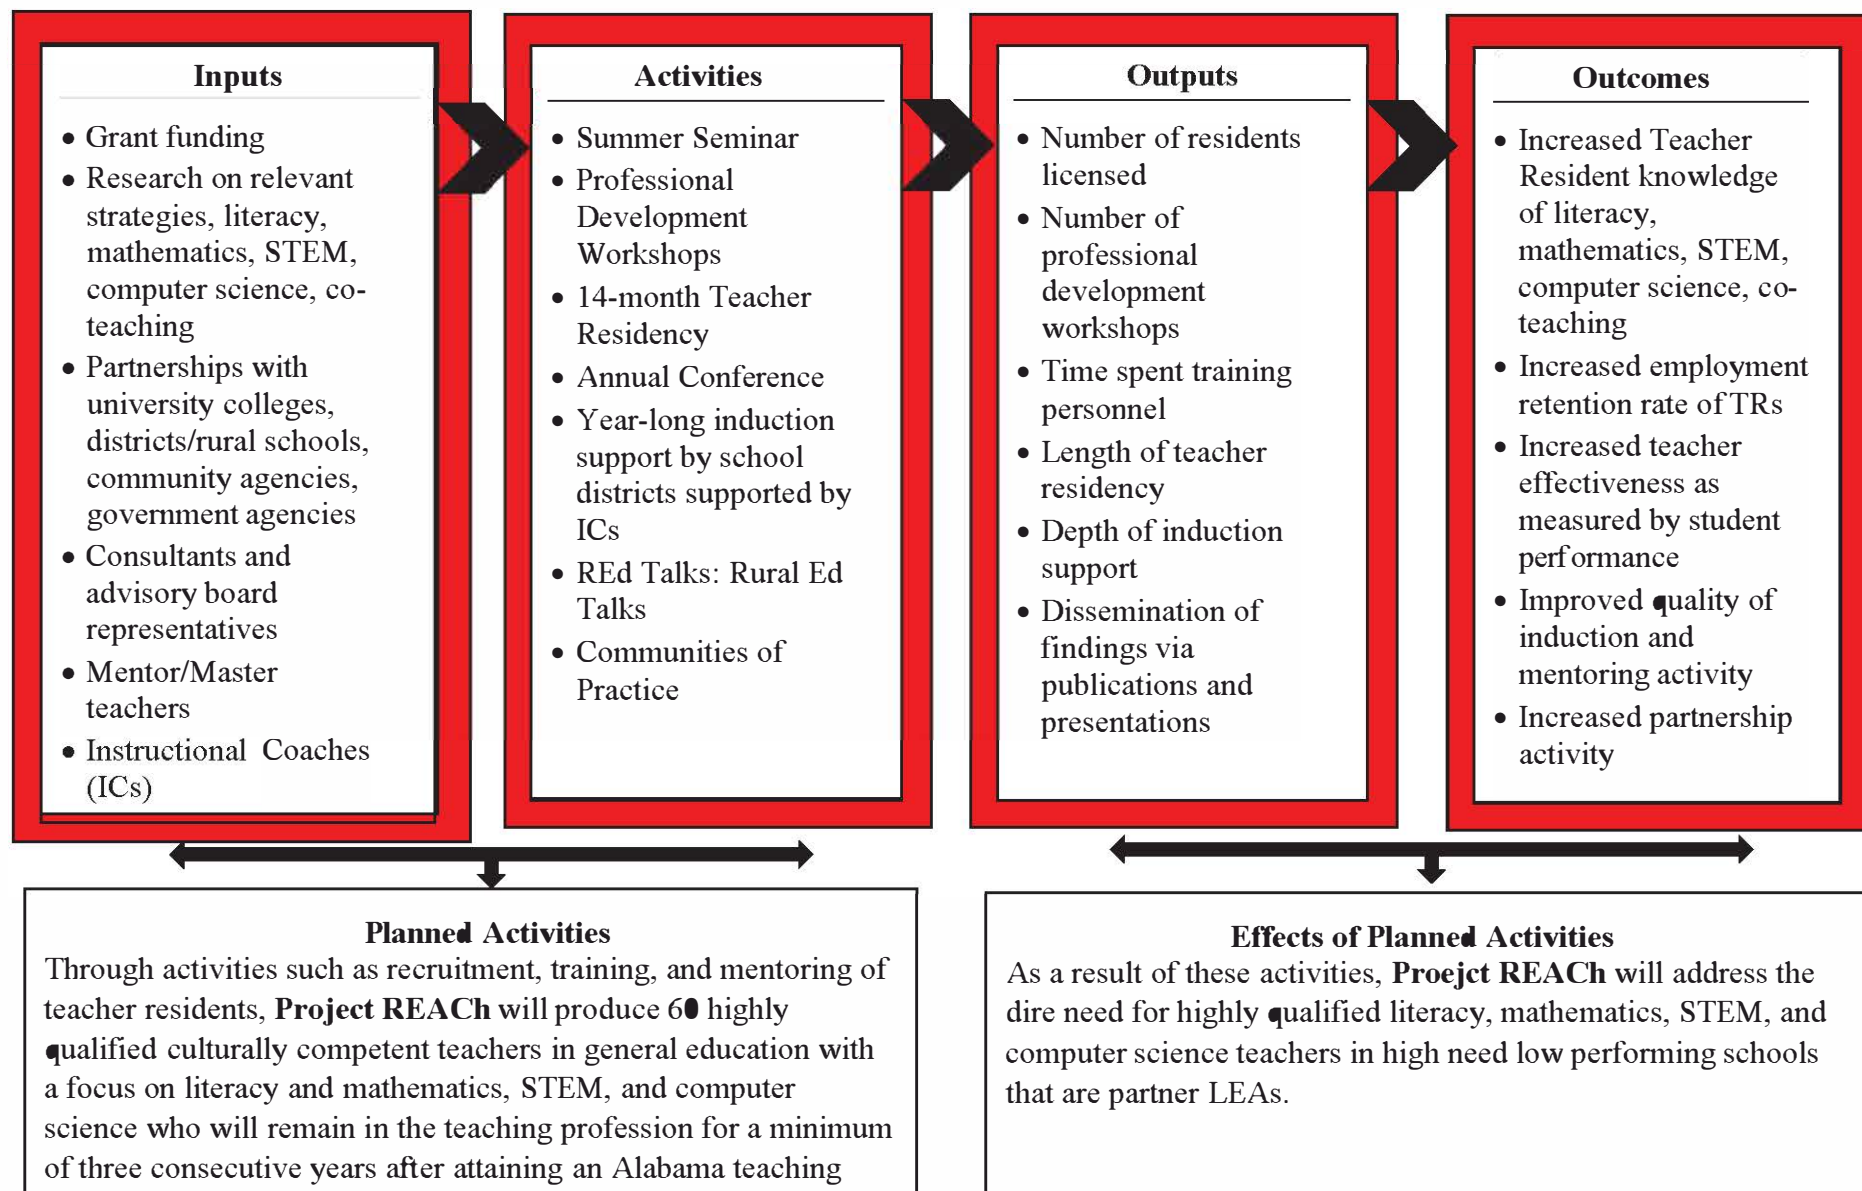 Inputs
• Grant funding
• Research on relevant
strategies, literacy,
mathematics, STEM,
computer science, co-
teaching
• Partnerships with
university colleges,
districts/rural schools,
community agencies,
government agencies
• Consultants and
advisory board
representatives
• Mentor/Master
teachers
• Instructional Coaches
(ICs)
Activities
• Summer Seminar
• Professional
Development
Workshops
• 14-month Teacher
Residency
• Annual Conference
• Year-long induction
support by school
districts supported by
ICs
• REd Talks: Rural Ed
Talks
• Communities of
Practice
Outputs
• Number of residents
licensed
• Number of
professional
development
workshops
• Time spent training
personnel
• Length of teacher
residency
• Depth of induction
support
• Dissemination of
findings via
publications and
presentations
Outcomes
• Increased Teacher
Resident knowledge
of literacy,
mathematics, STEM,
computer science, co-
teaching
• Increased employment
retention rate of TRs
• Increased teacher
effectiveness as
measured by student
performance
• Improved quality of
induction and
mentoring activity
• Increased partnership
activity
Planned Activities
Through activities such as recruitment, training, and mentoring of
teacher residents, Project REACh will produce 60 highly
qualified culturally competent teachers in general education with
a focus on literacy and mathematics, STEM, and computer
science who will remain in the teaching profession for a minimum
of three consecutive years after attaining an Alabama teaching
Effects of Planned Activities
As a result of these activities, Proejct REACh will address the
dire need for highly qualified literacy, mathematics, STEM, and
computer science teachers in high need low performing schools
that are partner LEAs.